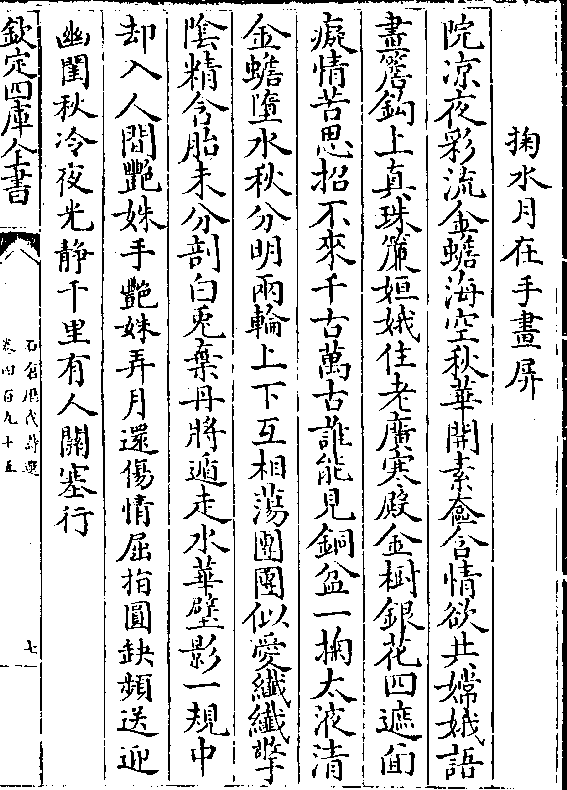 掬水月在手畫屏
院凉夜彩流金蟾海空秋華開素奩含情欲共嫦娥語
畫簷鈎上真珠簾姮娥住老廣寒殿金樹銀花四遮面
癡情苦思招不來千古萬古誰能見銅盆一掬太液清
金蟾墮水秋分明兩輪上下互相蕩團團似愛纖纖擎
陰精含胎未分剖白兎棄丹將遁走水華壁影一規中
却入人間艷姝手艷姝弄月還傷情屈指圓缺頻送迎
幽閨秋冷夜光静千里有人關塞行
欽定四庫全書
石倉歷代詩選
卷四百九十五
七